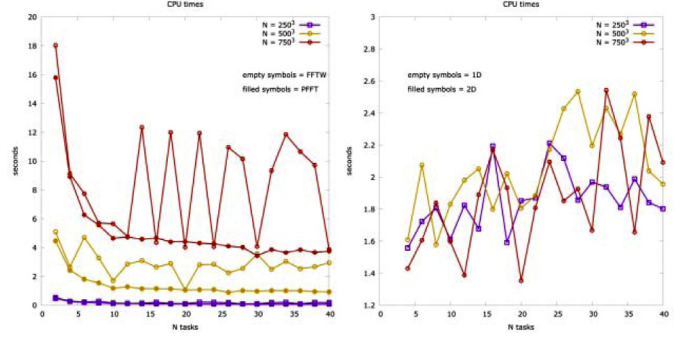 CPU times
20
18
16
14
12
10
8
6
4
2
0
seconds
0 5 10 15 20 25 30 35 40
N tasks
N = 250³
N = 500³
N = 750³
empty symbols = FFTW
filled symbols = PFFT
CPU times
3
2.8
2.6
2.4
2.2
2
1.8
1.6
1.4
1.2
seconds
0 5 10 15 20 25 30 35 40
N tasks
N = 250³
N = 500³
N = 750³
empty symbols = 1D
filled symbols = 2D